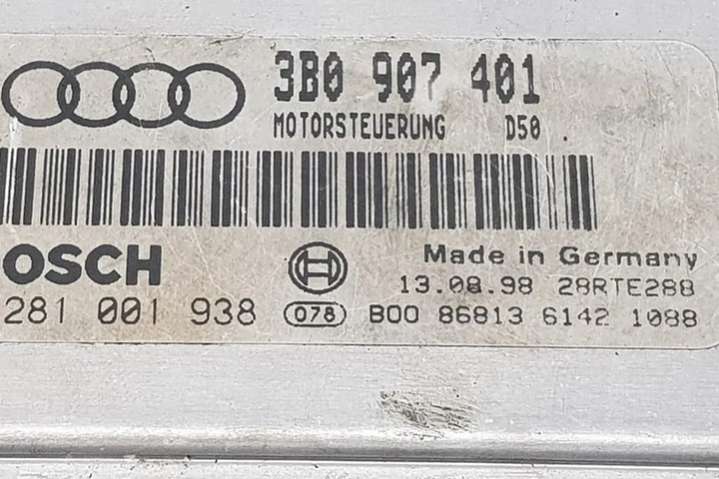 3B0 907 401
MOTORSTEUERUNG D50 .
OSCH
Made in Germany
13.08.98 28RTE288
281 001 938 078 B00 86813 6142 1088